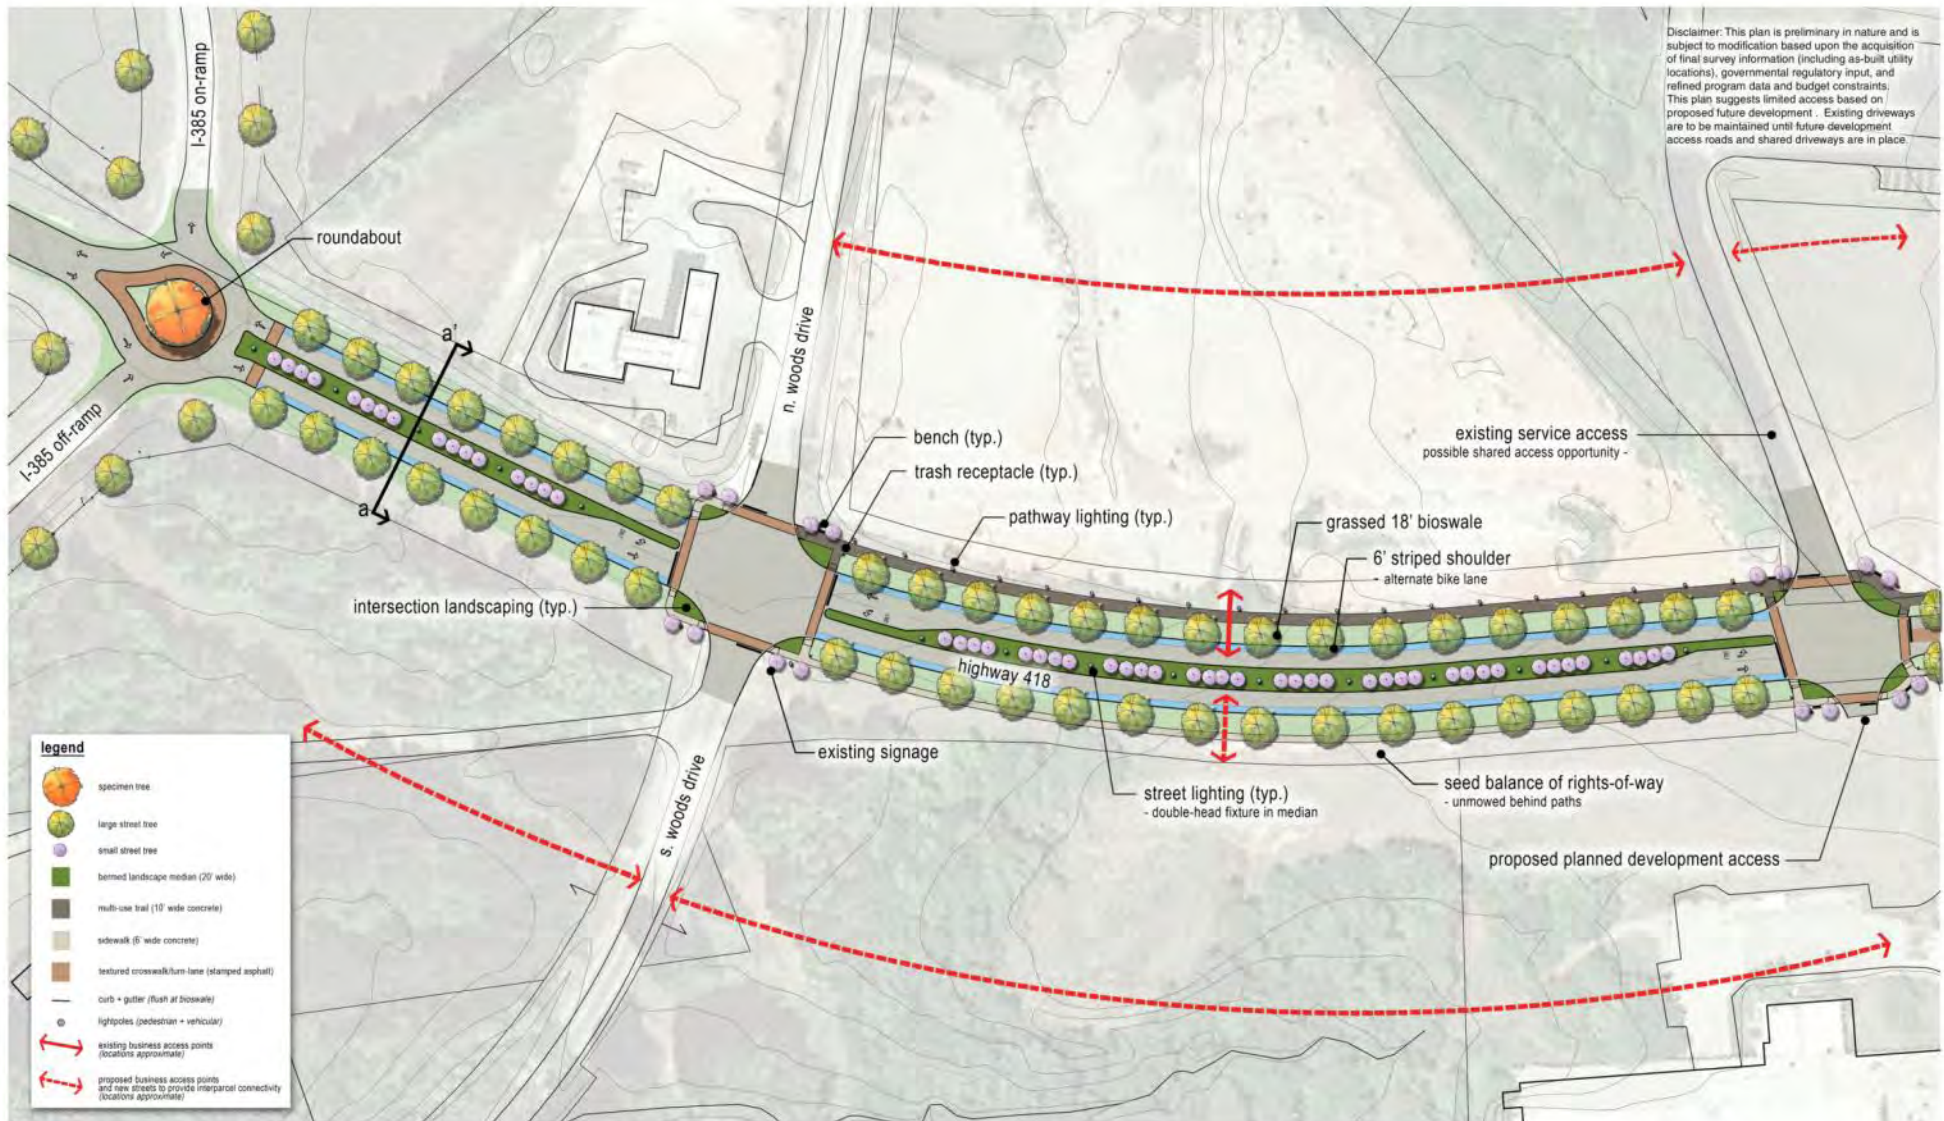 Disclaimer: This plan is preliminary in nature and is
subject to modification based upon the acquisition
of final survey information (including as-built utility
locations), governmental regulatory input, and
refined program data and budget constraints.
This plan suggests limited access based on
proposed future development . Existing driveways
are to be maintained until future development
access roads and shared driveways are in place.
I-385 on-ramp
roundabout
a'
n. woods drive
I-385 off-ramp
a
bench (typ.)
trash receptacle (typ.)
pathway lighting (typ.)
grassed 18' bioswale
6' striped shoulder
- alternate bike lane
existing service access
possible shared access opportunity -
intersection landscaping (typ.)
highway 418
existing signage
s. woods drive
street lighting (typ.)
- double-head fixture in median
seed balance of rights-of-way
- unmowed behind paths
proposed planned development access
legend
specimen tree
large street tree
small street tree
bermed landscape median (20' wide)
multi-use trail (10' wide concrete)
sidewalk (6' wide concrete)
textured crosswalk/turn-lane (stamped asphalt)
curb + gutter (flush at bioswale)
lightpoles (pedestrian + vehicular)
existing business access points
(locations approximate)
proposed business access points
and new streets to provide interparcel connectivity
(locations approximate)